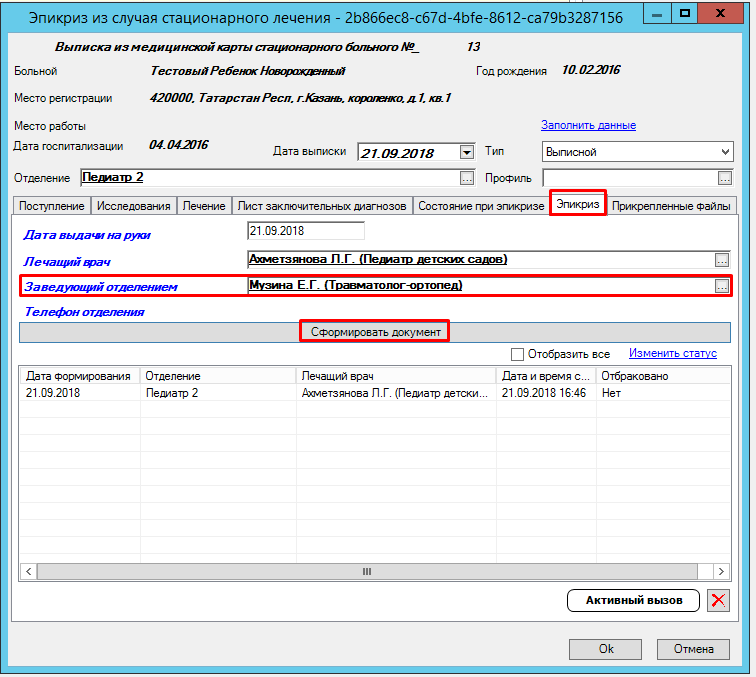 Эпикриз из случая стационарного лечения - 2b866ec8-c67d-4bfe-8612-ca79b3287156
Выписка из медицинской карты стационарного больного №_ 13
Больной Тестовый Ребенок Новорожденный Год рождения 10.02.2016
Место регистрации 420000, Татарстан Респ, г.Казань, короленко, д.1, кв.1
Место работы Заполнить данные
Дата госпитализации 04.04.2016 Дата выписки 21.09.2018 Тип Выписной
Отделение Педиатр 2 ... Профиль ...
Поступление Исследования Лечение Лист заключительных диагнозов Состояние при эпикризе Эпикриз Прикрепленные файлы
Дата выдачи на руки 21.09.2018
Лечащий врач Ахметзянова Л.Г. (Педиатр детских садов) ...
Заведующий отделением Музина Е.Г. (Травматолог-ортопед) ...
Телефон отделения
Сформировать документ
Отобразить все Изменить статус
Дата формирования Отделение Лечащий врач Дата и время с... Отбраковано
21.09.2018 Педиатр 2 Ахметзянова Л.Г. (Педиатр детски... 21.09.2018 16:46 Нет
Активный вызов
Ok Отмена